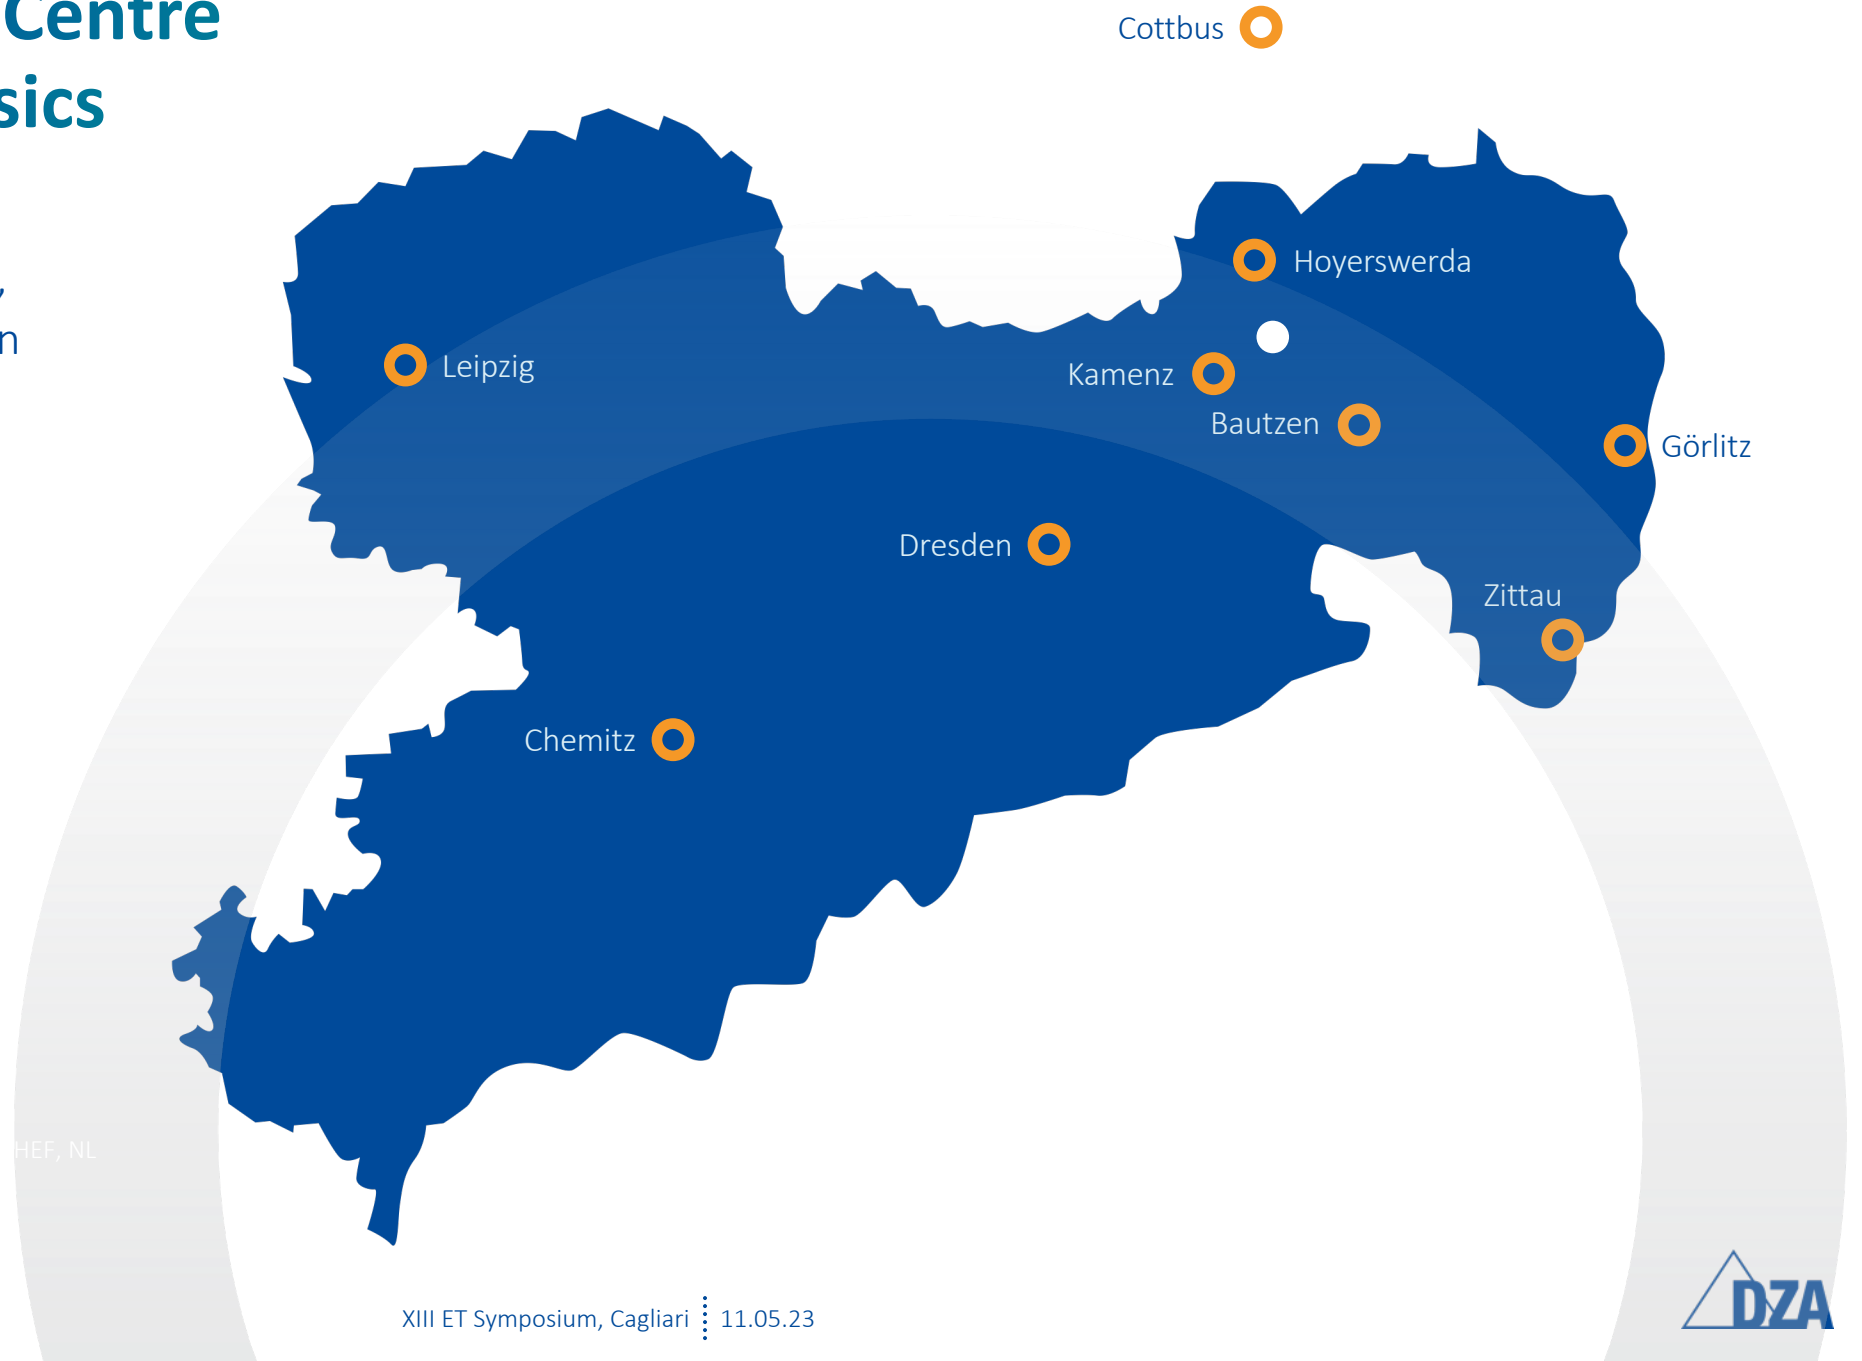 Centre
sics
,
n
Cottbus
Hoyerswerda
Leipzig
Kamenz
Bautzen
Görlitz
Dresden
Zittau
Chemitz
HEF, NL
XIII ET Symposium, Cagliari 11.05.23
DZA